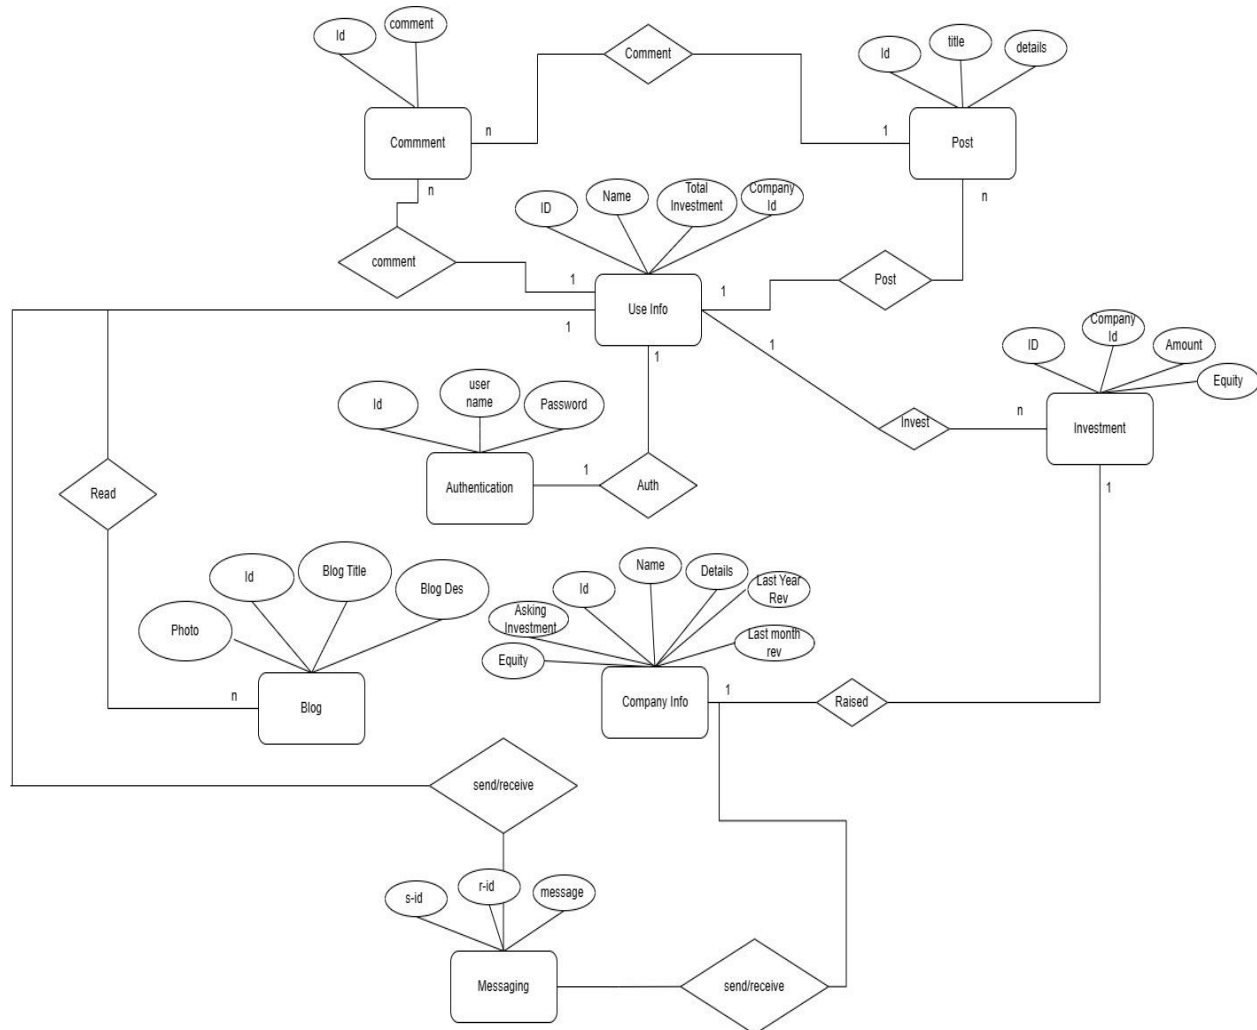 comment
Id
Comment
title
Id
details
n
1
Commment
Post
n
n
Name
Total
Investment
Company
Id
ID
comment
Post
1
1
Use Info
1
1
1
Company
Id
ID
Amount
Equity
user
name
Id
Password
Invest
n
Investment
1
Authentication
Auth
Read
1
Name
Details
Last Year
Rev
Id
Blog Title
Id
Blog Des
Asking
Investment
Photo
Last month
rev
Equity
n
1
Blog
Company Info
Raised
send/receive
r-id
s-id
message
Messaging
send/receive